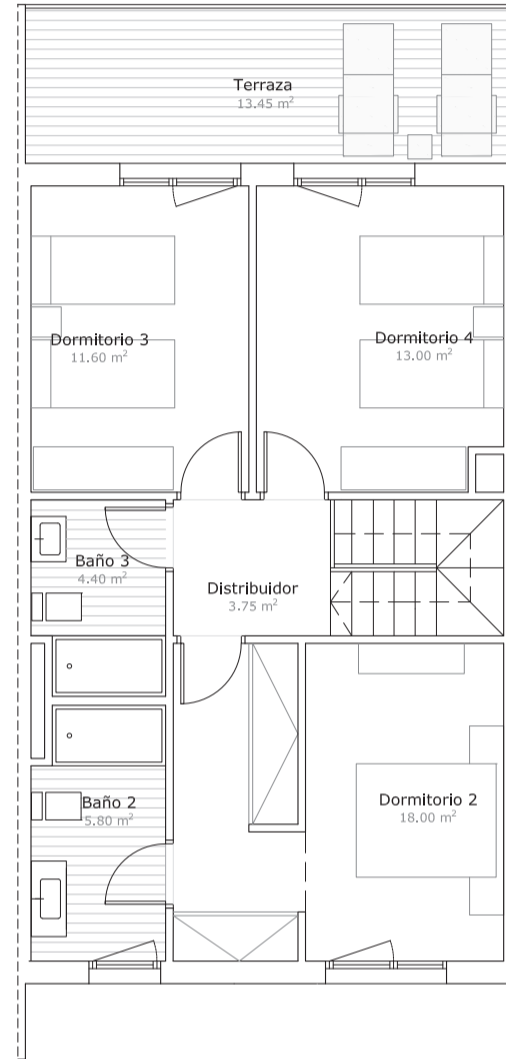 Terraza
13.45 m²
Dormitorio 3
11.60 m²
Dormitorio 4
13.00 m²
Baño 3
4.40 m²
Distribuidor
3.75 m²
Baño 2
5.80 m²
Dormitorio 2
18.00 m²